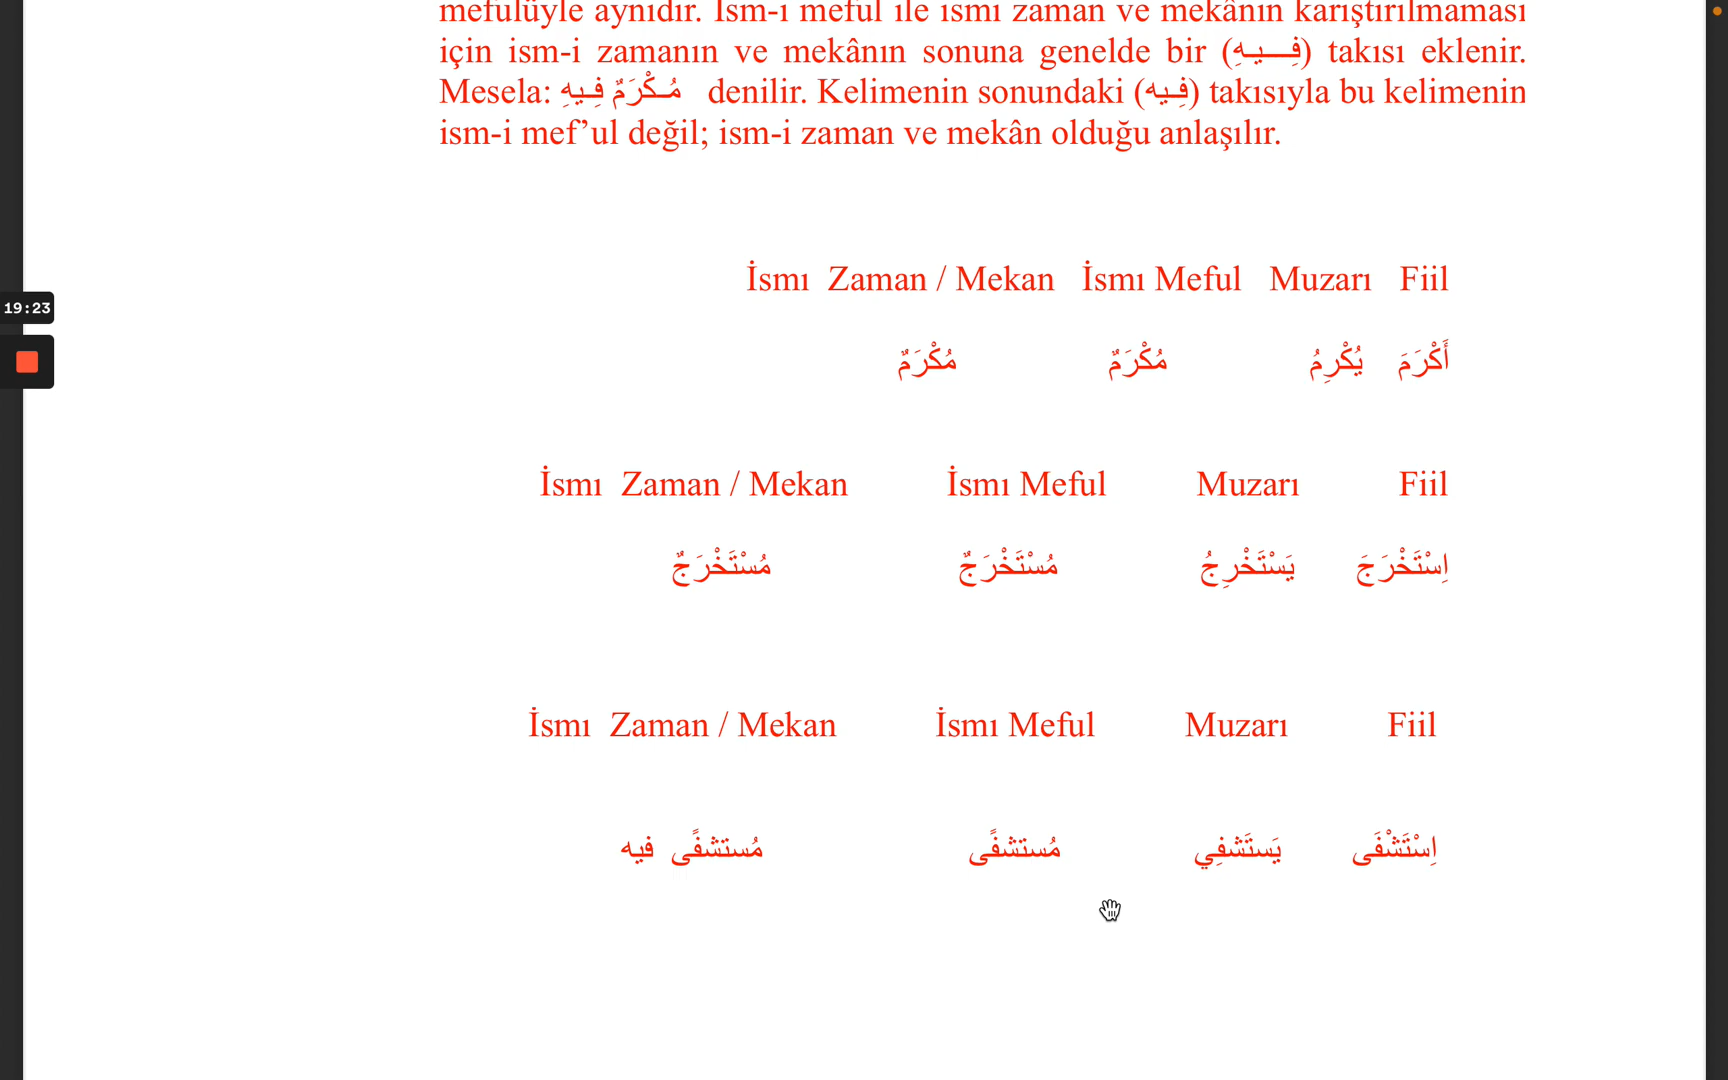 mefulüyle aynıdır. İsm-i meful ile ismi zaman ve mekânın karıştırılmaması
için ism-i zamanın ve mekânın sonuna genelde bir (فِـــيهِ) takısı eklenir.
Mesela: مُـكْرَمٌ فِـيهِ denilir. Kelimenin sonundaki (فِـيه) takısıyla bu kelimenin
ism-i mef’ul değil; ism-i zaman ve mekân olduğu anlaşılır.
İsmı Zaman / Mekan İsmı Meful Muzarı Fiil
أَكْرَمَ يُكْرِمُ مُكْرَمٌ مُكْرَمٌ
19:23
İsmı Zaman / Mekan İsmı Meful Muzarı Fiil
اِسْتَخْرَجَ يَسْتَخْرِجُ مُسْتَخْرَجٌ مُسْتَخْرَجٌ
İsmı Zaman / Mekan İsmı Meful Muzarı Fiil
اِسْتَشْفَى يَستَشفِي مُستشفًى مُستشفًى فيه